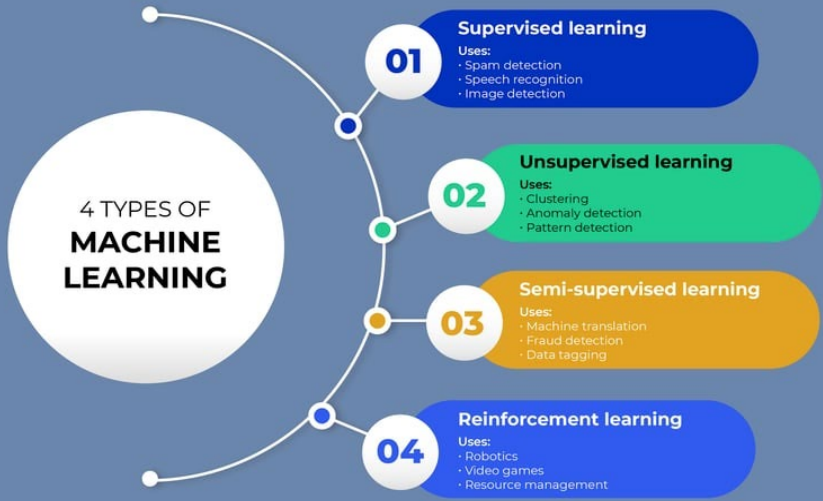 4 TYPES OF
MACHINE
LEARNING
01
Supervised learning
Uses:
· Spam detection
· Speech recognition
· Image detection
02
Unsupervised learning
Uses:
· Clustering
· Anomaly detection
· Pattern detection
03
Semi-supervised learning
Uses:
· Machine translation
· Fraud detection
· Data tagging
04
Reinforcement learning
Uses:
· Robotics
· Video games
· Resource management